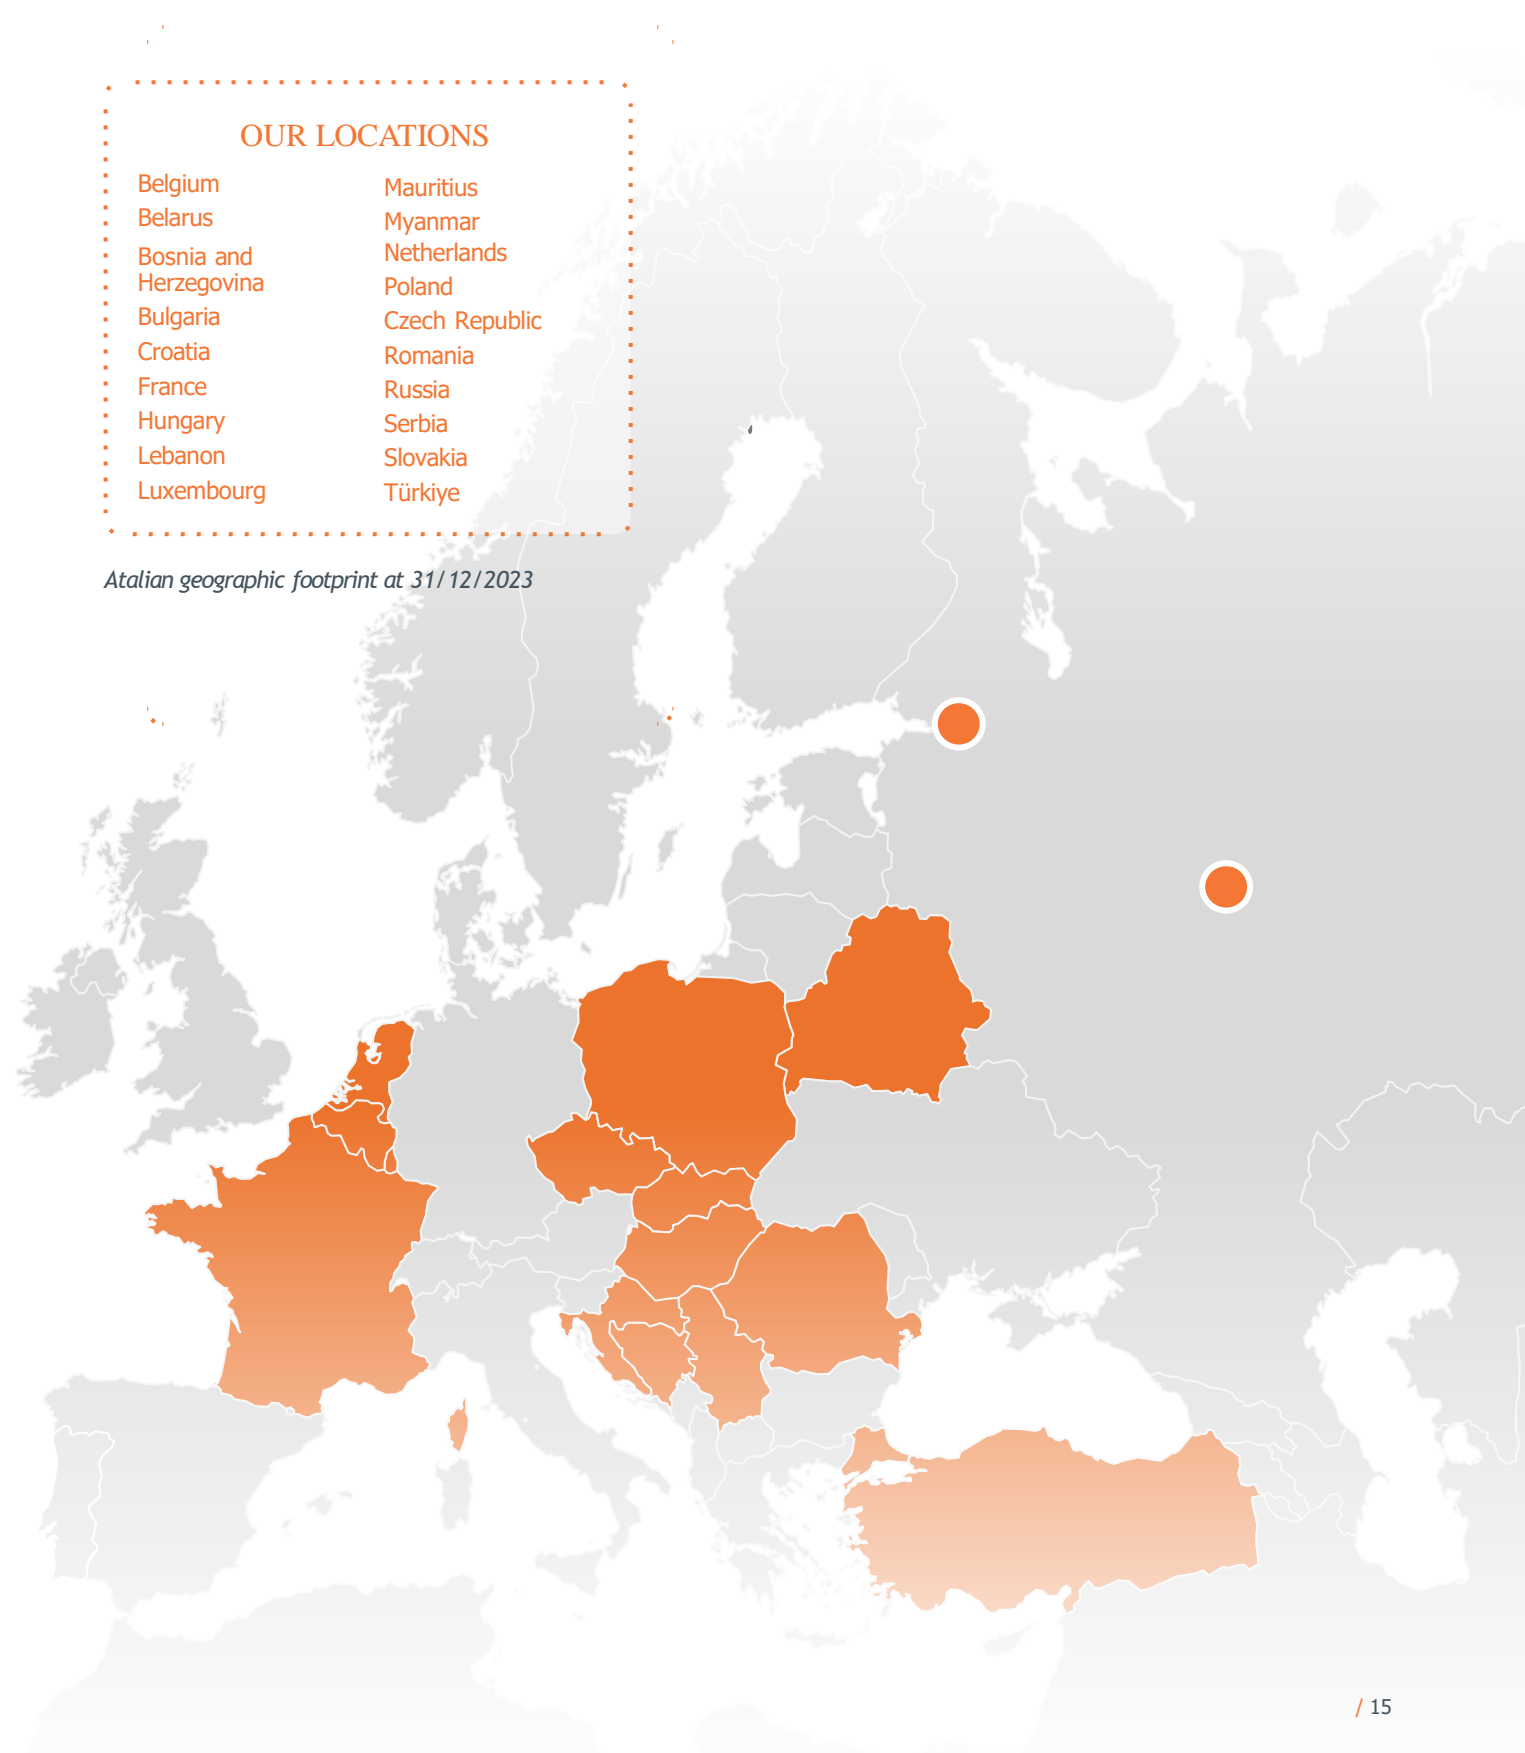 OUR LOCATIONS
Belgium
Belarus
Bosnia and
Herzegovina
Bulgaria
Croatia
France
Hungary
Lebanon
Luxembourg
Mauritius
Myanmar
Netherlands
Poland
Czech Republic
Romania
Russia
Serbia
Slovakia
Türkiye
Atalian geographic footprint at 31/12/2023
/ 15